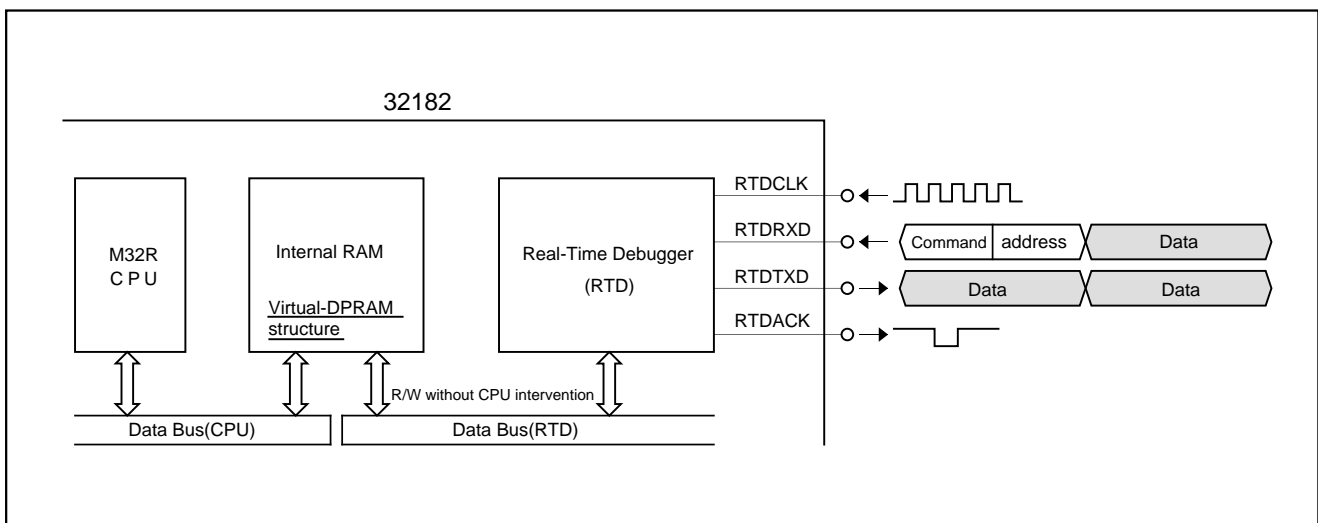 32182
M32R
C P U
Internal RAM
Virtual-DPRAM
structure
Real-Time Debugger
(RTD)
RTDCLK
RTDRXD
RTDTXD
RTDACK
Command
address
Data
Data
Data
R/W without CPU intervention
Data Bus(CPU)
Data Bus(RTD)